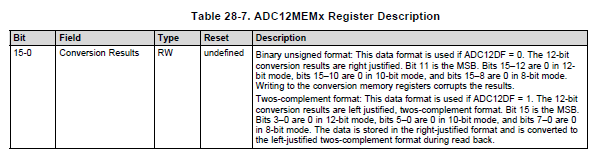 Table 28-7. ADC12MEMx Register Description
Bit Field Type Reset Description
15-0 Conversion Results RW undefined Binary unsigned format: This data format is used if ADC12DF = 0. The 12-bit
conversion results are right justified. Bit 11 is the MSB. Bits 15–12 are 0 in 12-
bit mode, bits 15–10 are 0 in 10-bit mode, and bits 15–8 are 0 in 8-bit mode.
Writing to the conversion memory registers corrupts the results.
Twos-complement format: This data format is used if ADC12DF = 1. The 12-bit
conversion results are left justified, twos-complement format. Bit 15 is the MSB.
Bits 3–0 are 0 in 12-bit mode, bits 5–0 are 0 in 10-bit mode, and bits 7–0 are 0
in 8-bit mode. The data is stored in the right-justified format and is converted to
the left-justified twos-complement format during read back.